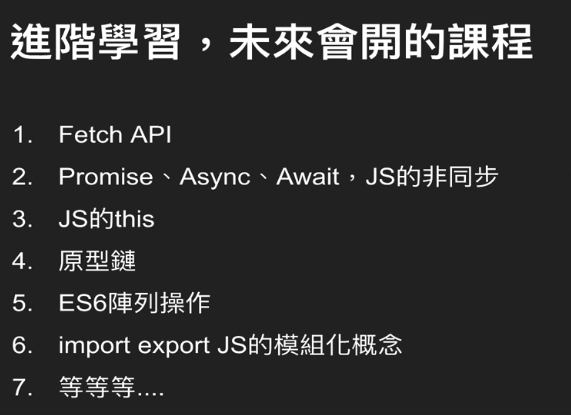 進階學習，未來會開的課程
1. Fetch API
2. Promise、Async、Await，JS的非同步
3. JS的this
4. 原型鏈
5. ES6陣列操作
6. import export JS的模組化概念
7. 等等等....